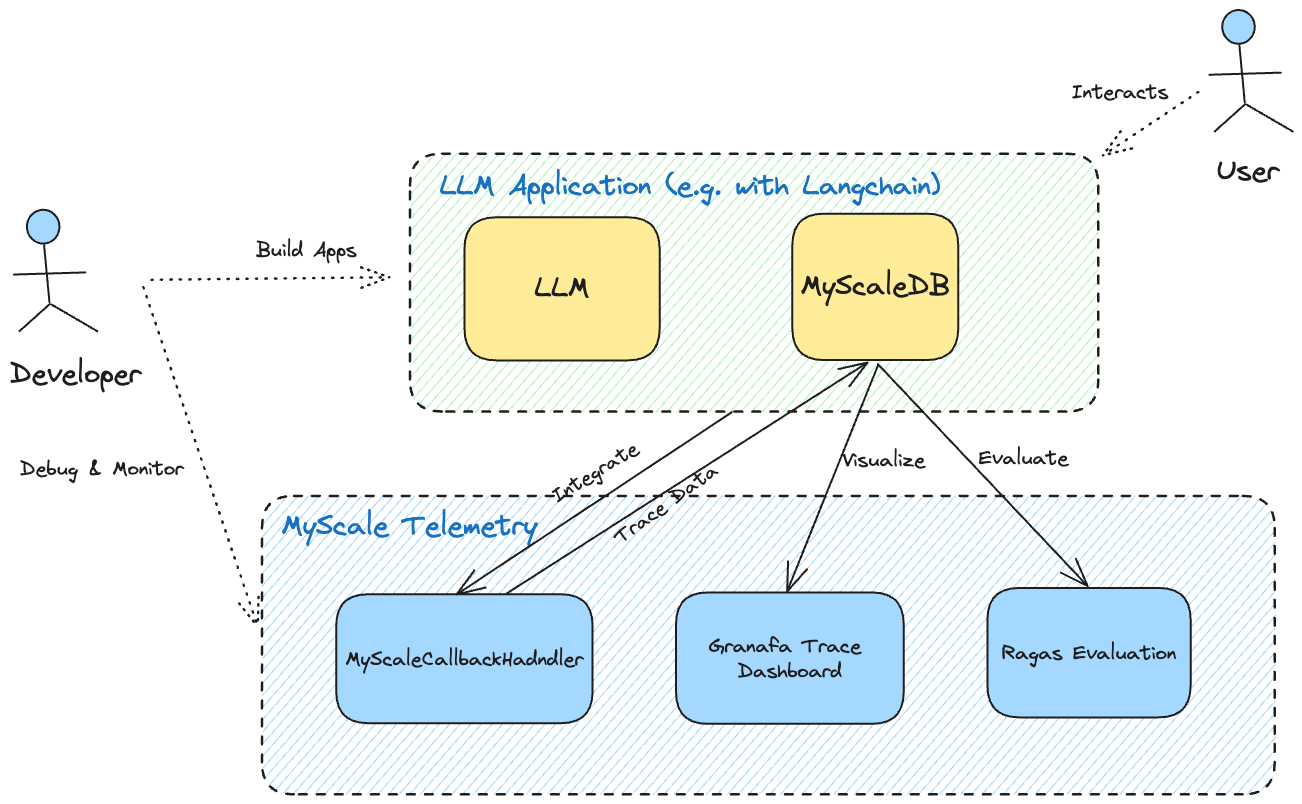 Interacts
User
LLM Application (e.g. with Langchain)
Build Apps
LLM
MyScaleDB
Developer
Debug & Monitor
Integrate
Trace Data
Visualize
Evaluate
MyScale Telemetry
MyScaleCallbackHadndler
Granafa Trace
Dashboard
Ragas Evaluation